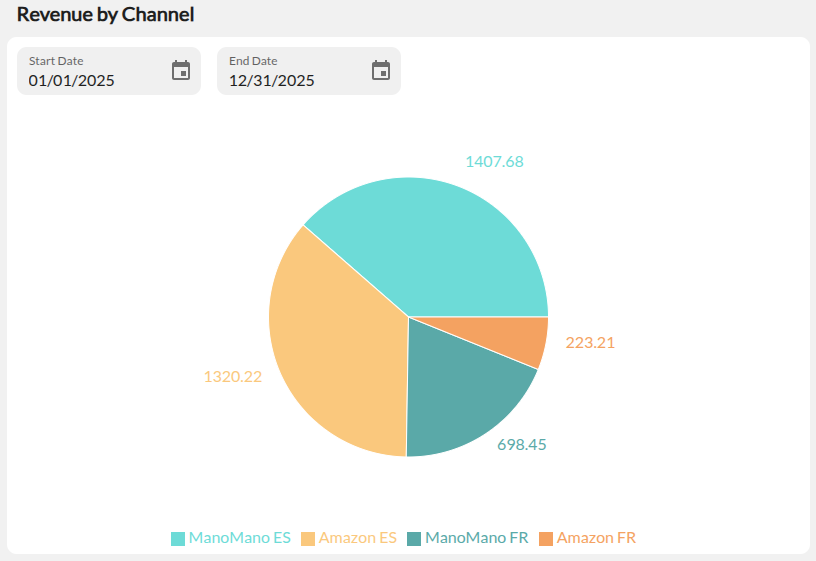 Revenue by Channel
Start Date
01/01/2025
End Date
12/31/2025
1407.68
223.21
1320.22
698.45
ManoMano ES Amazon ES ManoMano FR Amazon FR